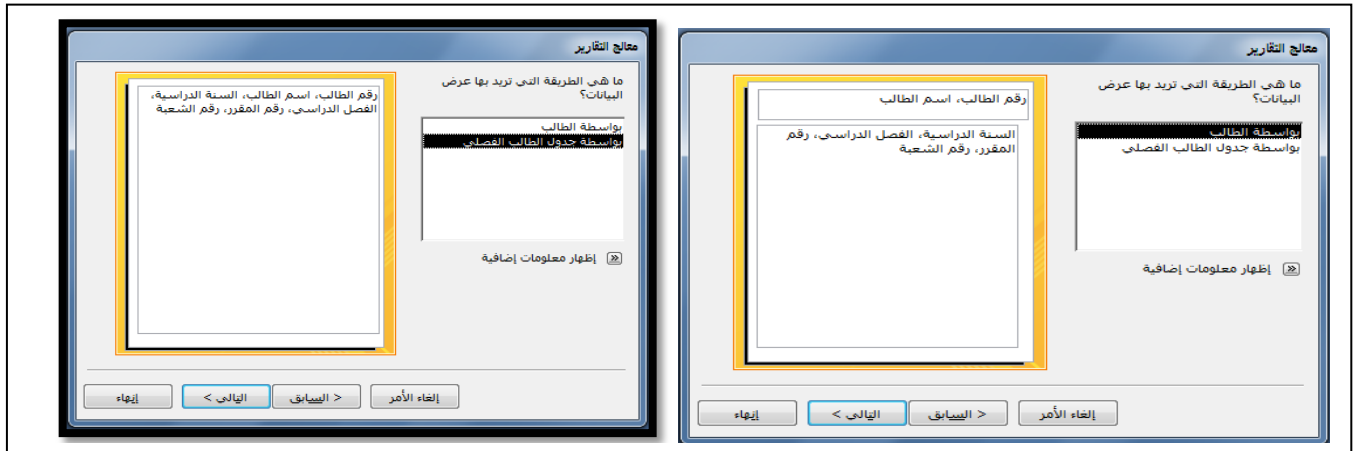 معالج التقارير
ما هي الطريقة التي تريد بها عرض
البيانات؟
بواسطة الطالب
بواسطة جدول الطالب الفصلي
رقم الطالب، اسم الطالب
السنة الدراسية، الفصل الدراسي، رقم
المقرر، رقم الشعبة
إظهار معلومات إضافية
إلغاء الأمر
< السابق
التالي >
إنهاء
معالج التقارير
ما هي الطريقة التي تريد بها عرض
البيانات؟
بواسطة الطالب
بواسطة جدول الطالب الفصلي
رقم الطالب، اسم الطالب، السنة الدراسية،
الفصل الدراسي، رقم المقرر، رقم الشعبة
إظهار معلومات إضافية
إلغاء الأمر
< السابق
التالي >
إنهاء